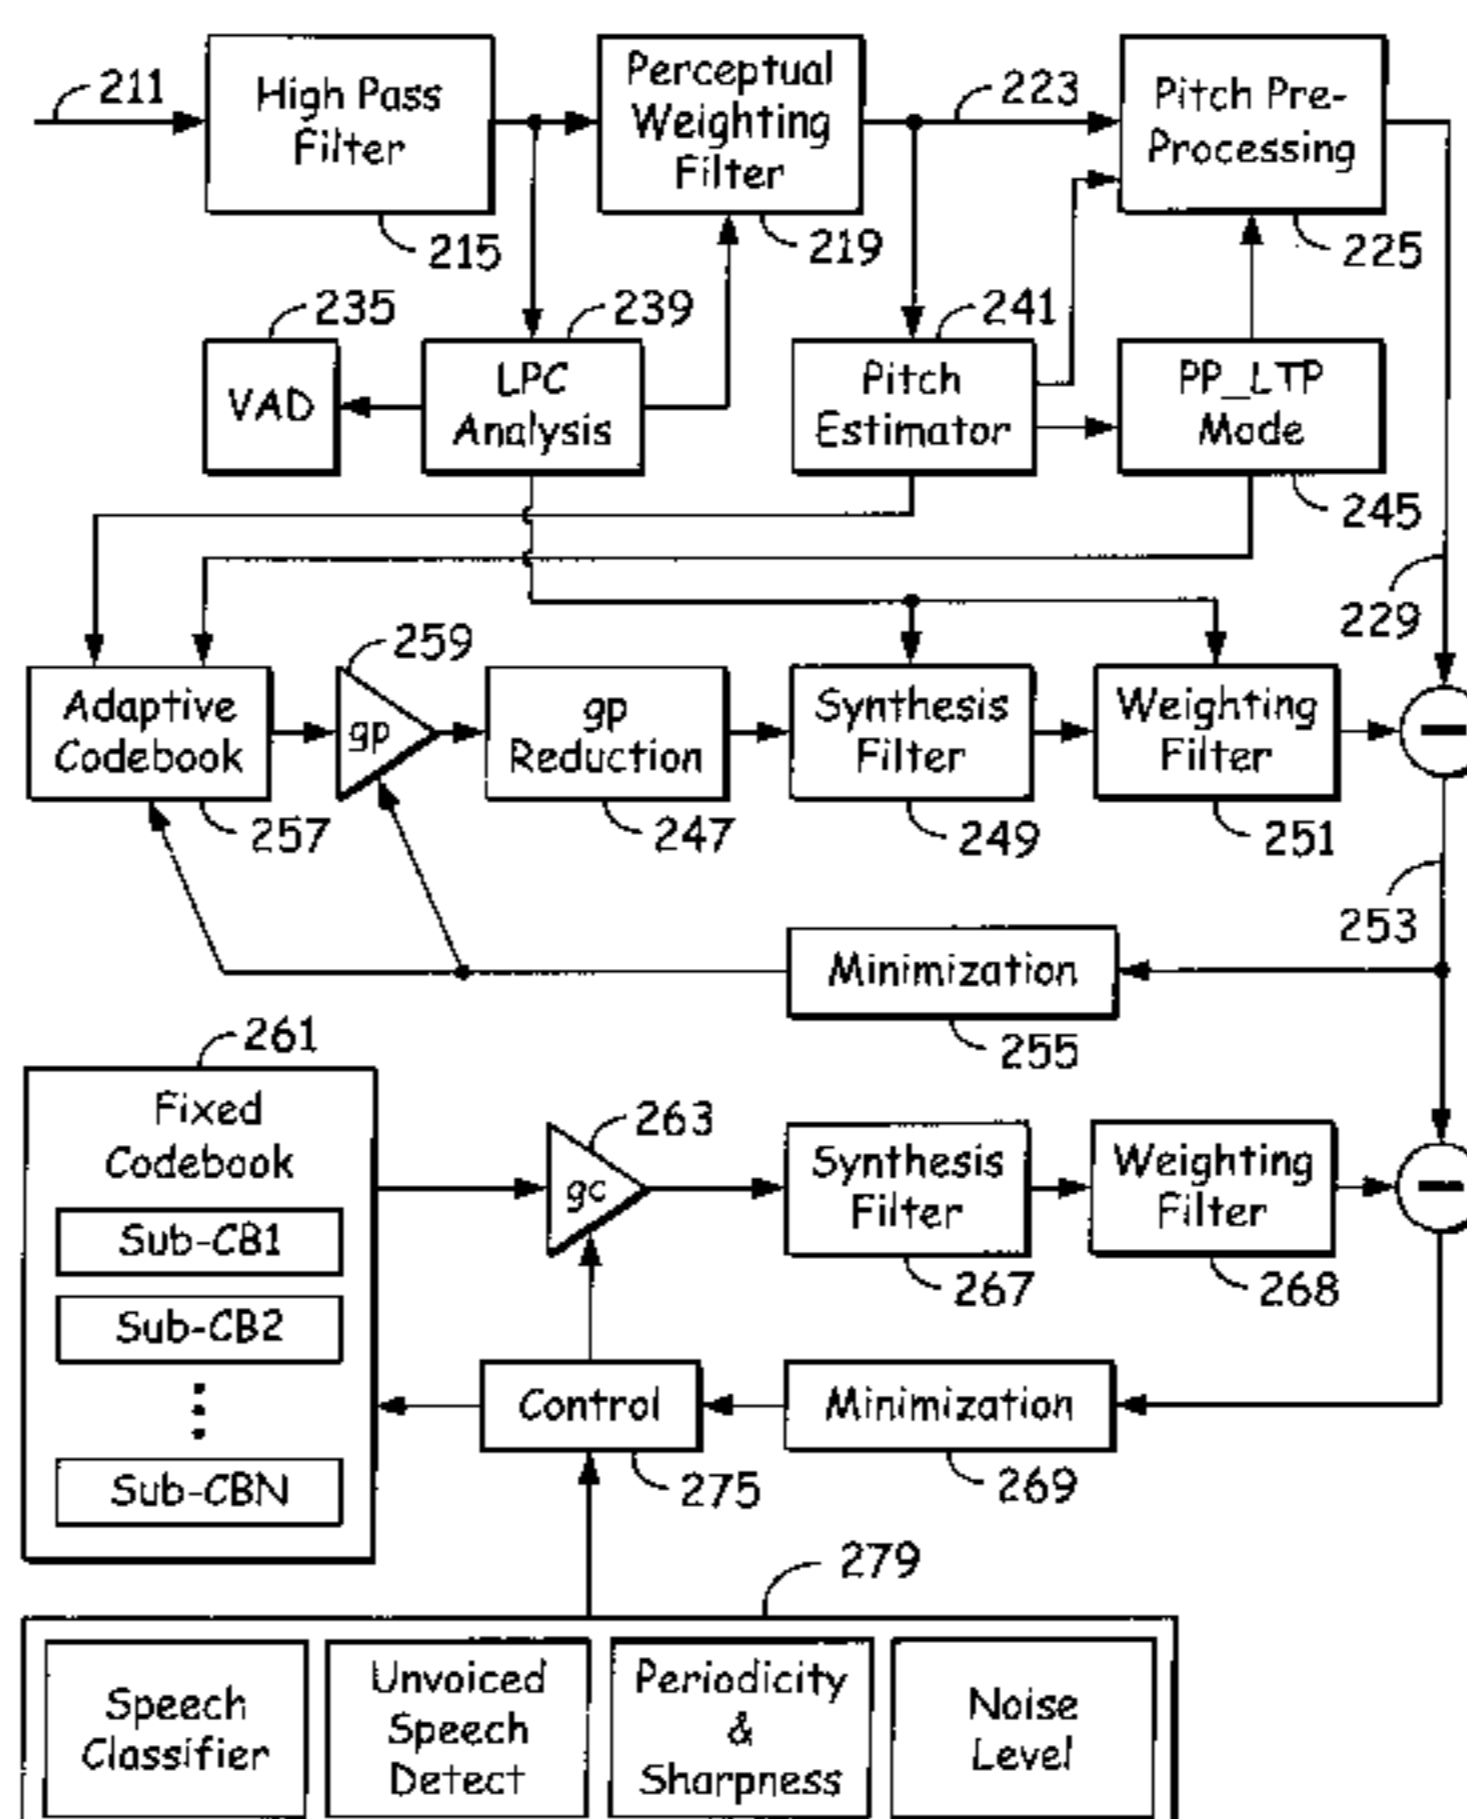 211
High Pass
Filter
215
Perceptual
Weighting
Filter
219
223
Pitch Pre-
Processing
225
235
VAD
239
LPC
Analysis
241
Pitch
Estimator
PP_LTP
Mode
245
229
259
Adaptive
Codebook
257
gp
gp
Reduction
247
Synthesis
Filter
249
Weighting
Filter
251
253
Minimization
255
261
Fixed
Codebook
Sub-CB1
Sub-CB2
Sub-CBN
263
gc
Synthesis
Filter
267
Weighting
Filter
268
Control
275
Minimization
269
279
Speech
Classifier
Unvoiced
Speech
Detect
Periodicity
&
Sharpness
Noise
Level